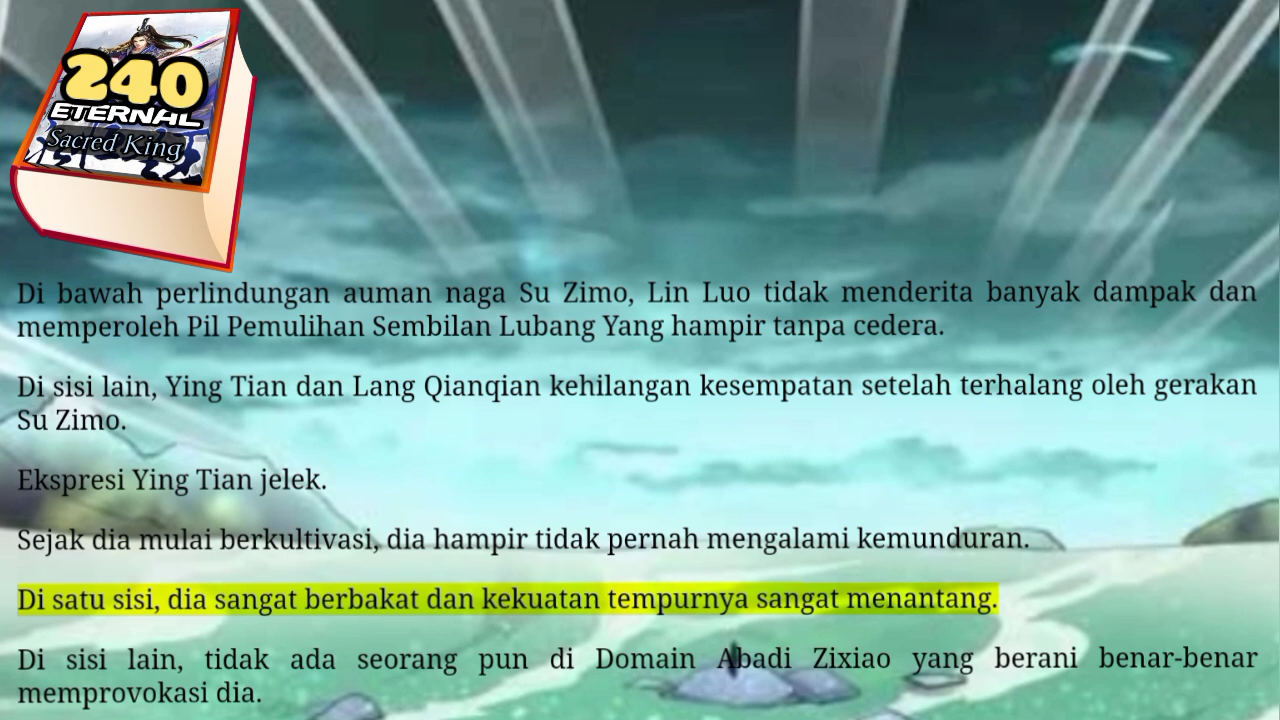 240
ETERNAL
Sacred King
Di bawah perlindungan auman naga Su Zimo, Lin Luo tidak menderita banyak dampak dan
memperoleh Pil Pemulihan Sembilan Lubang Yang hampir tanpa cedera.
Di sisi lain, Ying Tian dan Lang Qianqian kehilangan kesempatan setelah terhalang oleh gerakan
Su Zimo.
Ekspresi Ying Tian jelek.
Sejak dia mulai berkultivasi, dia hampir tidak pernah mengalami kemunduran.
Di satu sisi, dia sangat berbakat dan kekuatan tempurnya sangat menantang.
Di sisi lain, tidak ada seorang pun di Domain Abadi Zixiao yang berani benar-benar
memprovokasi dia.